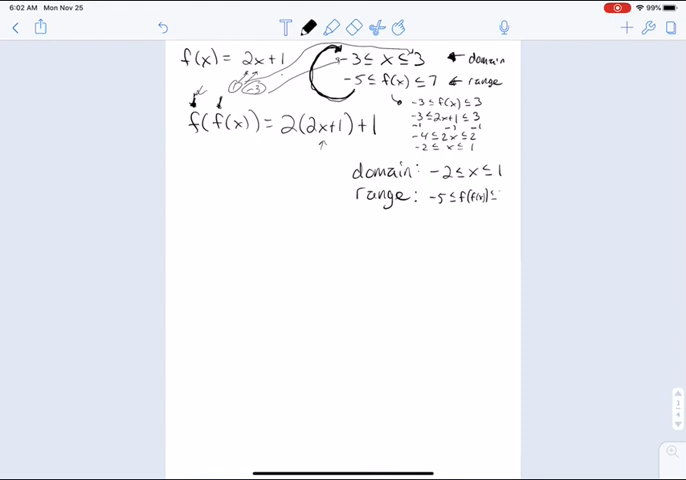 6:02 AM Mon Nov 25
99%
T
f(x) = 2x+1
-3 ≤ x ≤ 3 ← domain
-5 ≤ f(x) ≤ 7 ← range
1 -3
-3 ≤ f(x) ≤ 3
-3 ≤ 2x+1 ≤ 3
-1 -1 -1
-4 ≤ 2x ≤ 2
-2 ≤ x ≤ 1
f(f(x)) = 2(2x+1)+1
domain: -2 ≤ x ≤ 1
range: -5 ≤ f(f(x)) ≤